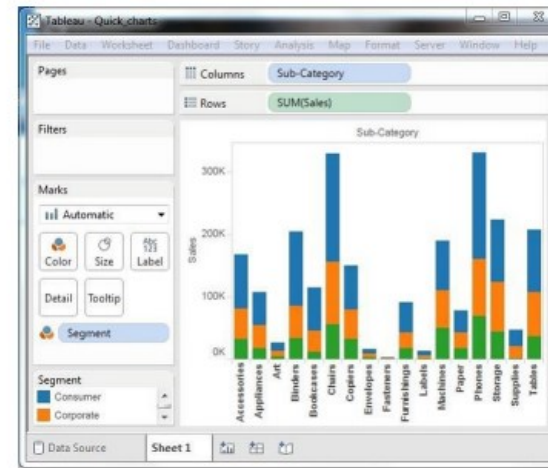 Tableau - Quick_charts
File Data Worksheet Dashboard Story Analysis Map Format Server Window Help
Pages
Columns Sub-Category
Rows SUM(Sales)
Filters
Sub-Category
Marks
Automatic
Color Size Abc 123 Label
Detail Tooltip
Segment
Segment
Consumer
Corporate
Sales
300K
200K
100K
0K
Accessories
Appliances
Art
Binders
Bookcases
Chairs
Copiers
Envelopes
Fasteners
Furnishings
Labels
Machines
Paper
Phones
Storage
Supplies
Tables
Data Source Sheet 1